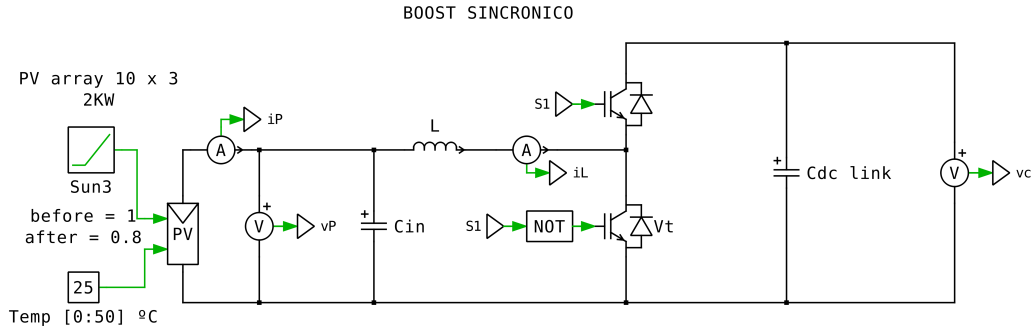 BOOST SINCRONICO
PV array 10 x 3
2KW
Sun3
before = 1
after = 0.8
25
Temp [0:50] ºC
PV
A
iP
V
+
vP
+
Cin
L
A
iL
S1
S1
NOT
Vt
+
Cdc link
+
V
vc